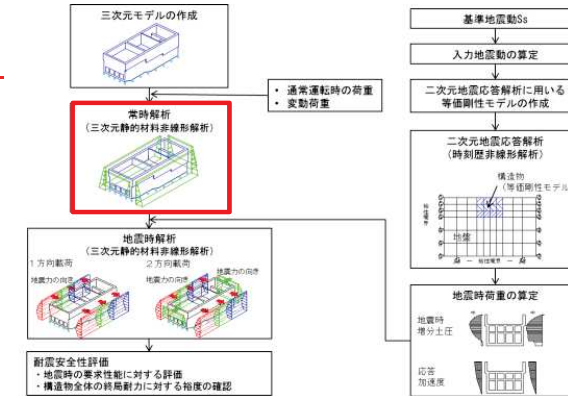 三次元モデルの作成
・ 通常運転時の荷重
・ 変動荷重
常時解析
(三次元静的材料非線形解析)
地震時解析
(三次元静的材料非線形解析)
1方向載荷
2方向載荷
地震力の向き
地震力の向き
地震力の向き
耐震安全性評価
・地震時の要求性能に対する評価
・構造物全体の終局耐力に対する裕度の確認
基準地震動Ss
入力地震動の算定
二次元地震応答解析に用いる
等価剛性モデルの作成
二次元地震応答解析
(時刻歴非線形解析)
構造物
(等価剛性モデル
地盤
地震時荷重の算定
地震時
増分土圧
応答
加速度